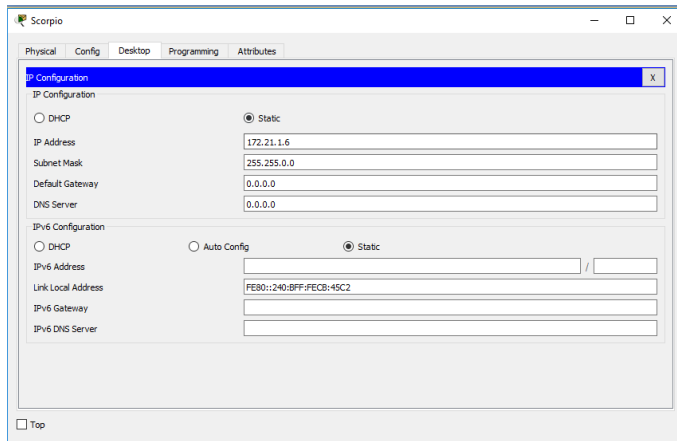 Scorpio
Physical Config Desktop Programming Attributes
IP Configuration X
IP Configuration
DHCP Static
IP Address 172.21.1.6
Subnet Mask 255.255.0.0
Default Gateway 0.0.0.0
DNS Server 0.0.0.0
IPv6 Configuration
DHCP Auto Config Static
IPv6 Address /
Link Local Address FE80::240:BFF:FECB:45C2
IPv6 Gateway
IPv6 DNS Server
Top